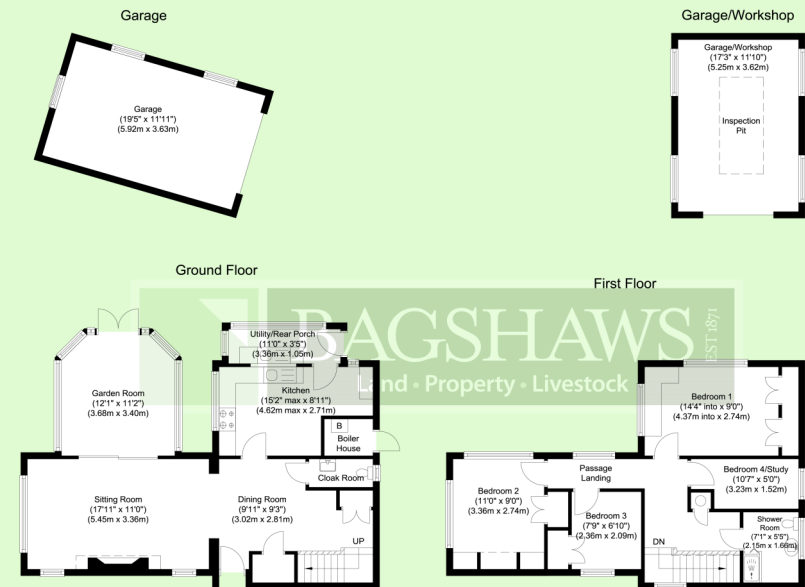 Garage
Garage/Workshop
Garage/Workshop
(17'3" x 11'10")
(5.25m x 3.62m)
Garage
(19'5" x 11'11")
(5.92m x 3.63m)
Inspection
Pit
Ground Floor
First Floor
BAGSHAWS
EST 1871
Land · Property · Livestock
Utility/Rear Porch
(11'0" x 3'5")
(3.36m x 1.05m)
Kitchen
(15'2" max x 8'11")
(4.62m max x 2.71m)
Garden Room
(12'1" x 11'2")
(3.68m x 3.40m)
B
Boiler
House
Cloak Room
Sitting Room
(17'11" x 11'0")
(5.45m x 3.36m)
Dining Room
(9'11" x 9'3")
(3.02m x 2.81m)
UP
Bedroom 1
(14'4" into x 9'0")
(4.37m into x 2.74m)
Passage
Landing
Bedroom 4/Study
(10'7" x 5'0")
(3.23m x 1.52m)
Bedroom 2
(11'0" x 9'0")
(3.36m x 2.74m)
Bedroom 3
(7'9" x 6'10")
(2.36m x 2.09m)
DN
Shower
Room
(7'1" x 5'5")
(2.15m x 1.66m)